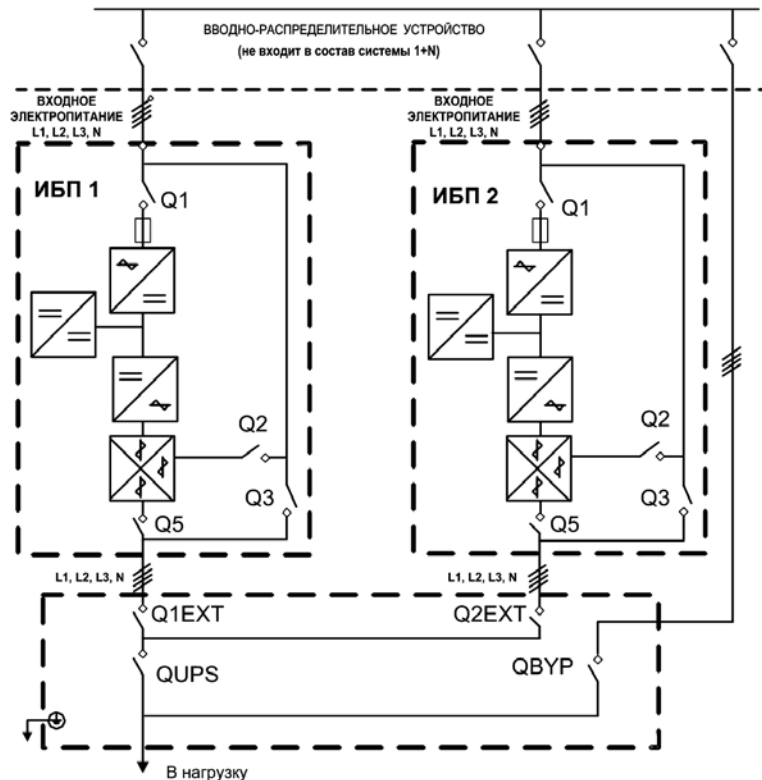 ВВОДНО-РАСПРЕДЕЛИТЕЛЬНОЕ УСТРОЙСТВО
(не входит в состав системы 1+N)
ВХОДНОЕ
ЭЛЕКТРОПИТАНИЕ
L1, L2, L3, N
ВХОДНОЕ
ЭЛЕКТРОПИТАНИЕ
L1, L2, L3, N
ИБП 1
Q1
Q2
Q3
Q5
ИБП 2
Q1
Q2
Q3
Q5
L1, L2, L3, N
L1, L2, L3, N
Q1EXT
Q2EXT
QUPS
QBYP
В нагрузку